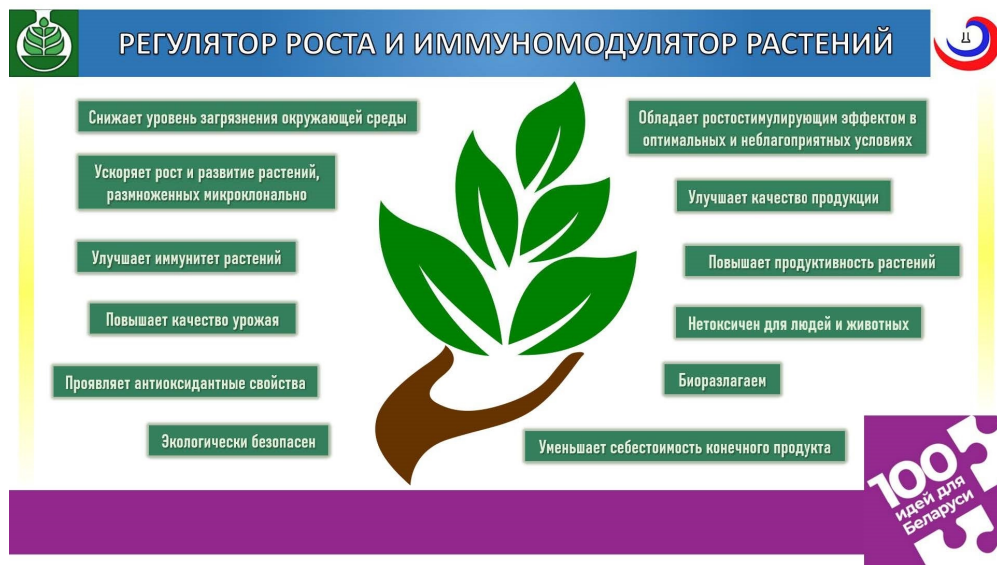 РЕГУЛЯТОР РОСТА И ИММУНОМОДУЛЯТОР РАСТЕНИЙ
Снижает уровень загрязнения окружающей среды
Ускоряет рост и развитие растений,
размноженных микроклонально
Улучшает иммунитет растений
Повышает качество урожая
Проявляет антиоксидантные свойства
Экологически безопасен
Обладает ростостимулирующим эффектом в
оптимальных и неблагоприятных условиях
Улучшает качество продукции
Повышает продуктивность растений
Нетоксичен для людей и животных
Биоразлагаем
Уменьшает себестоимость конечного продукта
100
идей для
Беларуси